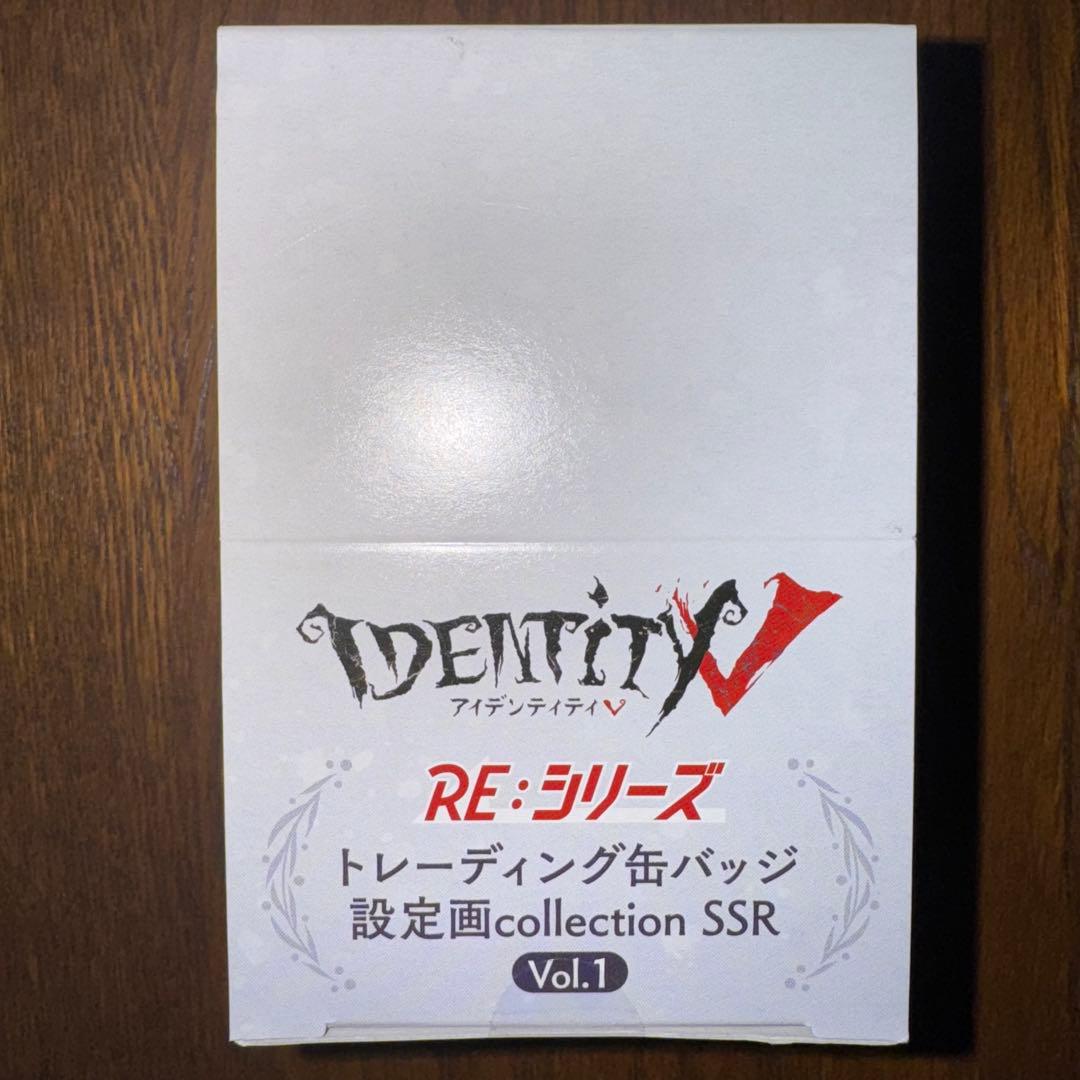 IDENTITY V
アイデンティティV
RE:シリーズ
トレーディング缶バッジ
設定画collection SSR
Vol.1